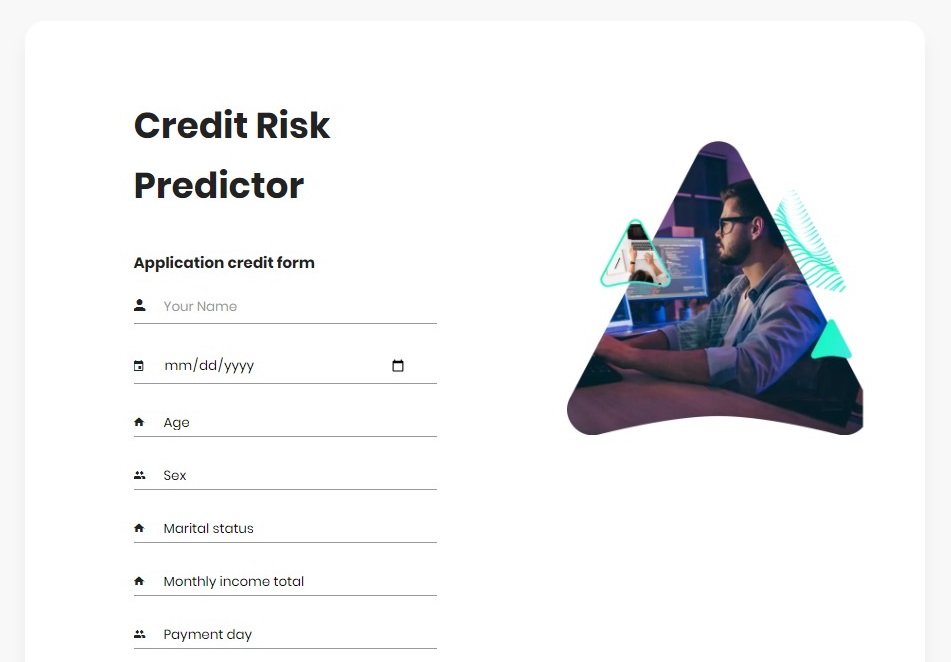 Credit Risk
Predictor
Application credit form
Your Name
mm/dd/yyyy
Age
Sex
Marital status
Monthly income total
Payment day